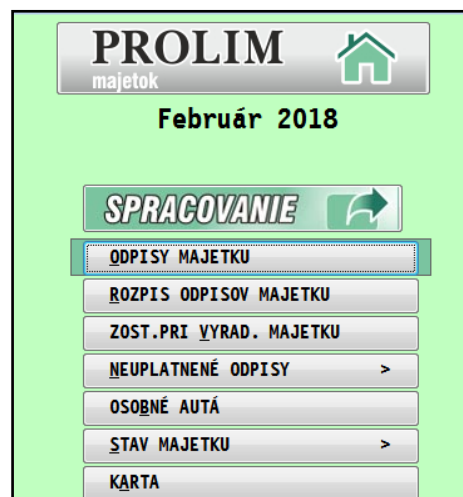 PROLIM
majetok
Február 2018
SPRACOVANIE
ODPISY MAJETKU
ROZPIS ODPISOV MAJETKU
ZOST.PRI VYRAD. MAJETKU
NEUPLATNENÉ ODPISY >
OSOBNÉ AUTÁ
STAV MAJETKU >
KARTA